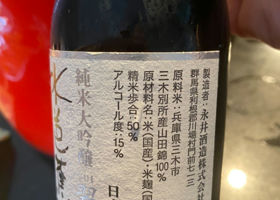 製造者:永井酒造株式会
群馬県利根郡川場村門前七一三
原料米:兵庫県三木市
三木別所産山田錦100%
原材料名:米(国産)・米麹(国
精米歩合:50%
アルコール度:15%
日
純米大吟醸
水